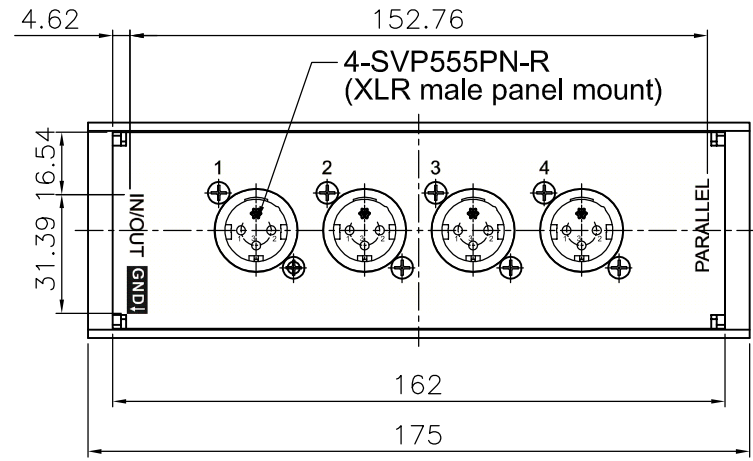 4.62
152.76
4-SVP555PN-R
(XLR male panel mount)
16.54
31.39
IN/OUT
GND↓
1
2
3
4
PARALLEL
162
175